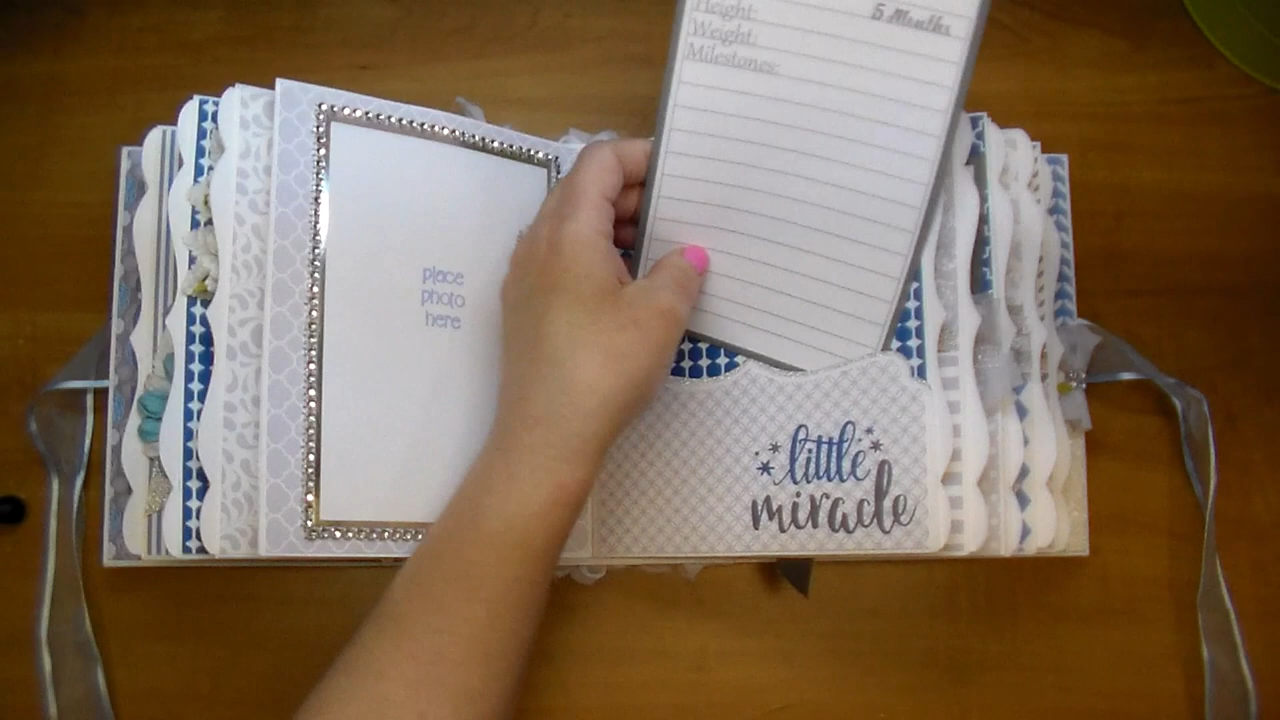 Height:
5 Months
Weight:
Milestones:
place
photo
here
little
miracle